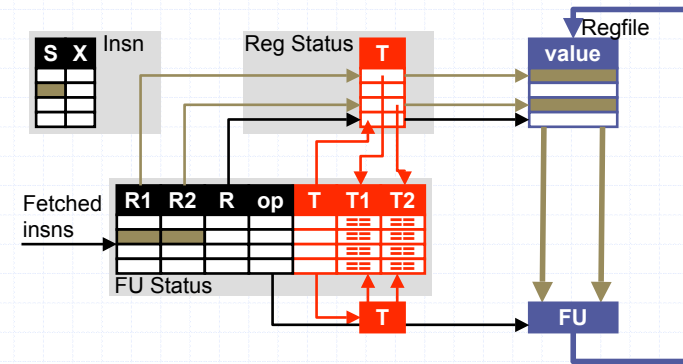 Insn
S X
Reg Status
T
Regfile
value
Fetched
insns
R1 R2 R op T T1 T2
== ==
== ==
== ==
== ==
FU Status
T
FU